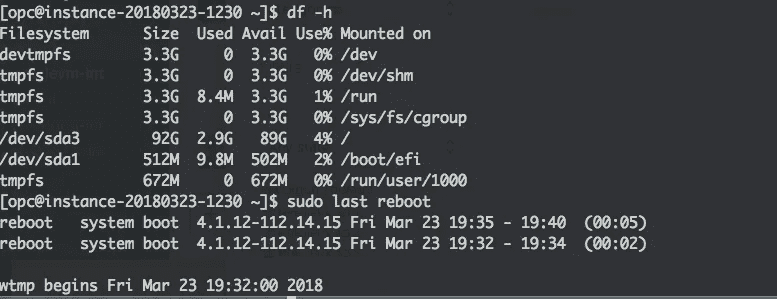 [opc@instance-20180323-1230 ~]$ df -h
Filesystem      Size  Used Avail Use% Mounted on
devtmpfs        3.3G     0  3.3G   0% /dev
tmpfs           3.3G     0  3.3G   0% /dev/shm
tmpfs           3.3G  8.4M  3.3G   1% /run
tmpfs           3.3G     0  3.3G   0% /sys/fs/cgroup
/dev/sda3        92G  2.9G   89G   4% /
/dev/sda1       512M  9.8M  502M   2% /boot/efi
tmpfs           672M     0  672M   0% /run/user/1000
[opc@instance-20180323-1230 ~]$ sudo last reboot
reboot   system boot  4.1.12-112.14.15 Fri Mar 23 19:35 - 19:40  (00:05)
reboot   system boot  4.1.12-112.14.15 Fri Mar 23 19:32 - 19:34  (00:02)

wtmp begins Fri Mar 23 19:32:00 2018